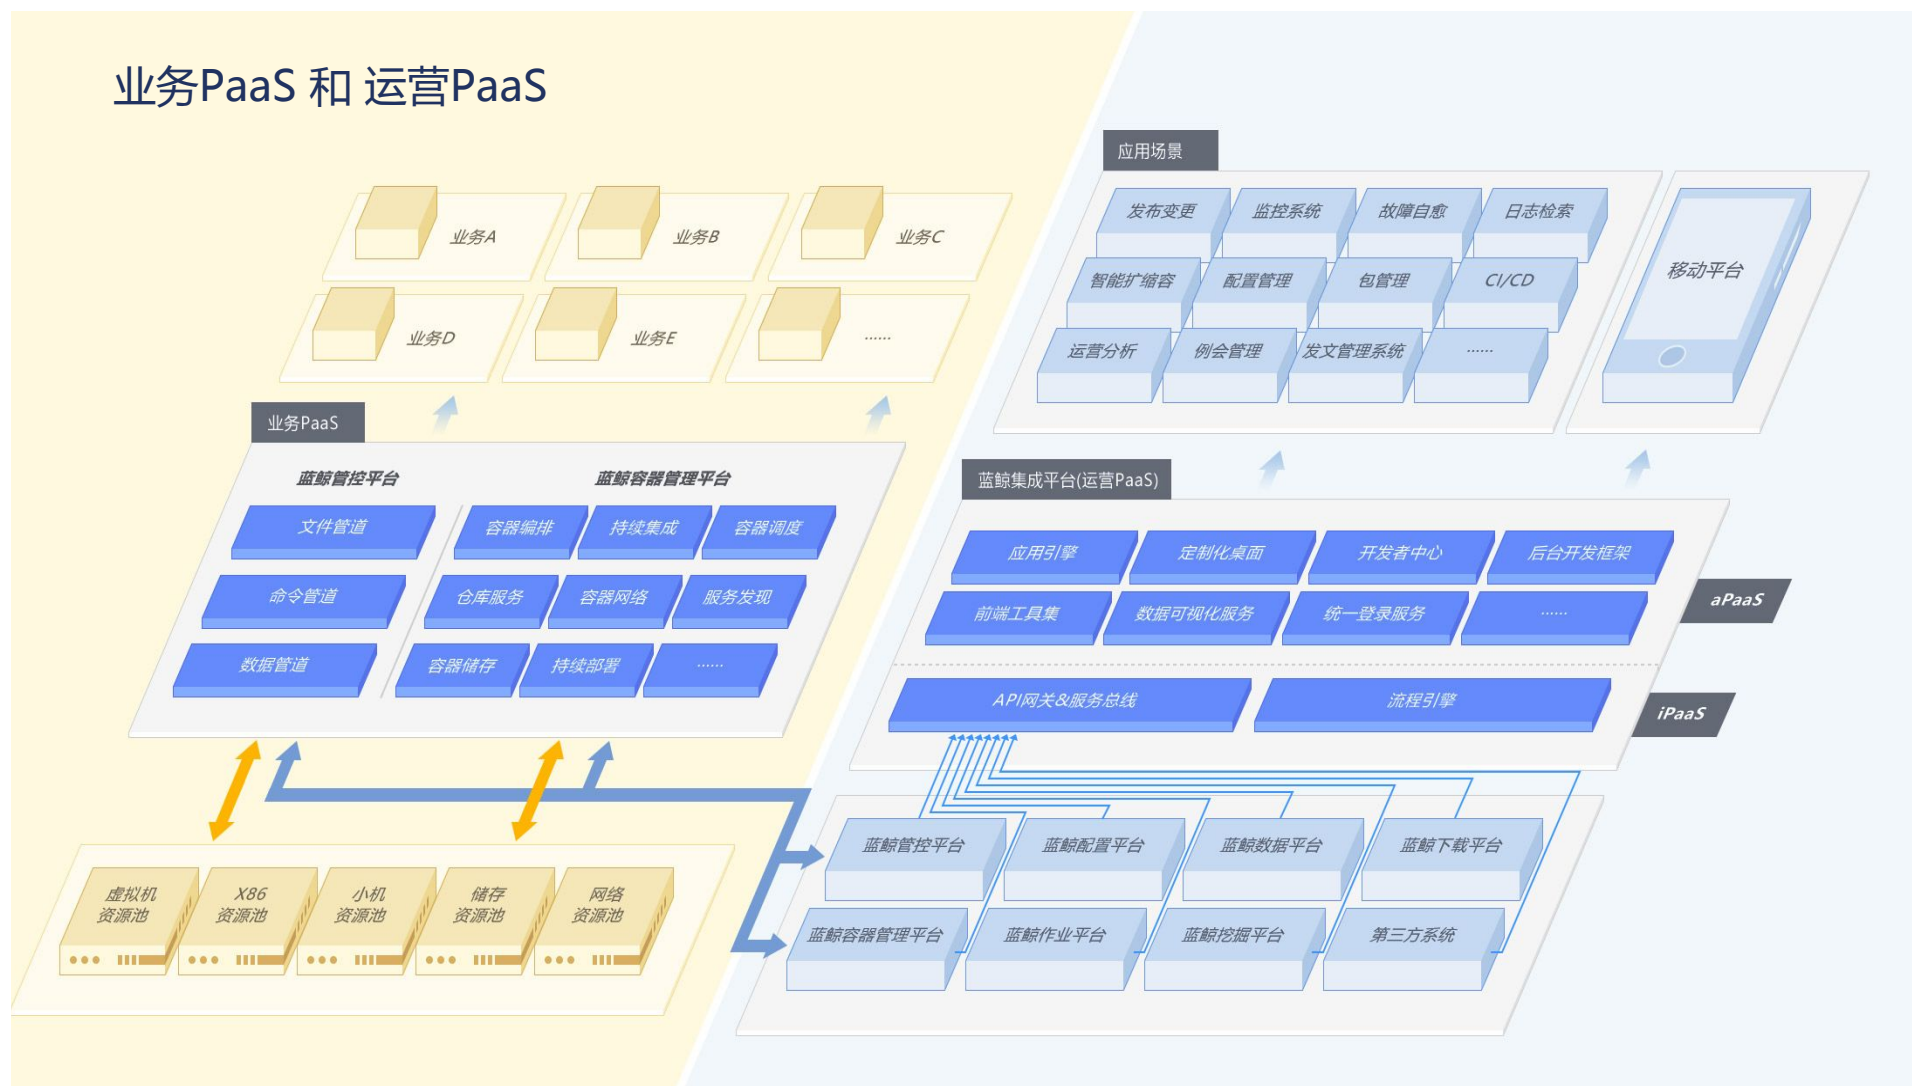 业务PaaS 和 运营PaaS
业务A
业务B
业务C
业务D
业务E
……
业务PaaS
蓝鲸管控平台
蓝鲸容器管理平台
文件管道
容器编排
持续集成
容器调度
命令管道
仓库服务
容器网络
服务发现
数据管道
容器储存
持续部署
……
虚拟机
资源池
X86
资源池
小机
资源池
储存
资源池
网络
资源池
应用场景
发布变更
监控系统
故障自愈
日志检索
智能扩缩容
配置管理
包管理
CI/CD
运营分析
例会管理
发文管理系统
……
移动平台
蓝鲸集成平台(运营PaaS)
应用引擎
定制化桌面
开发者中心
后台开发框架
前端工具集
数据可视化服务
统一登录服务
……
aPaaS
API网关&服务总线
流程引擎
iPaaS
蓝鲸管控平台
蓝鲸配置平台
蓝鲸数据平台
蓝鲸下载平台
蓝鲸容器管理平台
蓝鲸作业平台
蓝鲸挖掘平台
第三方系统